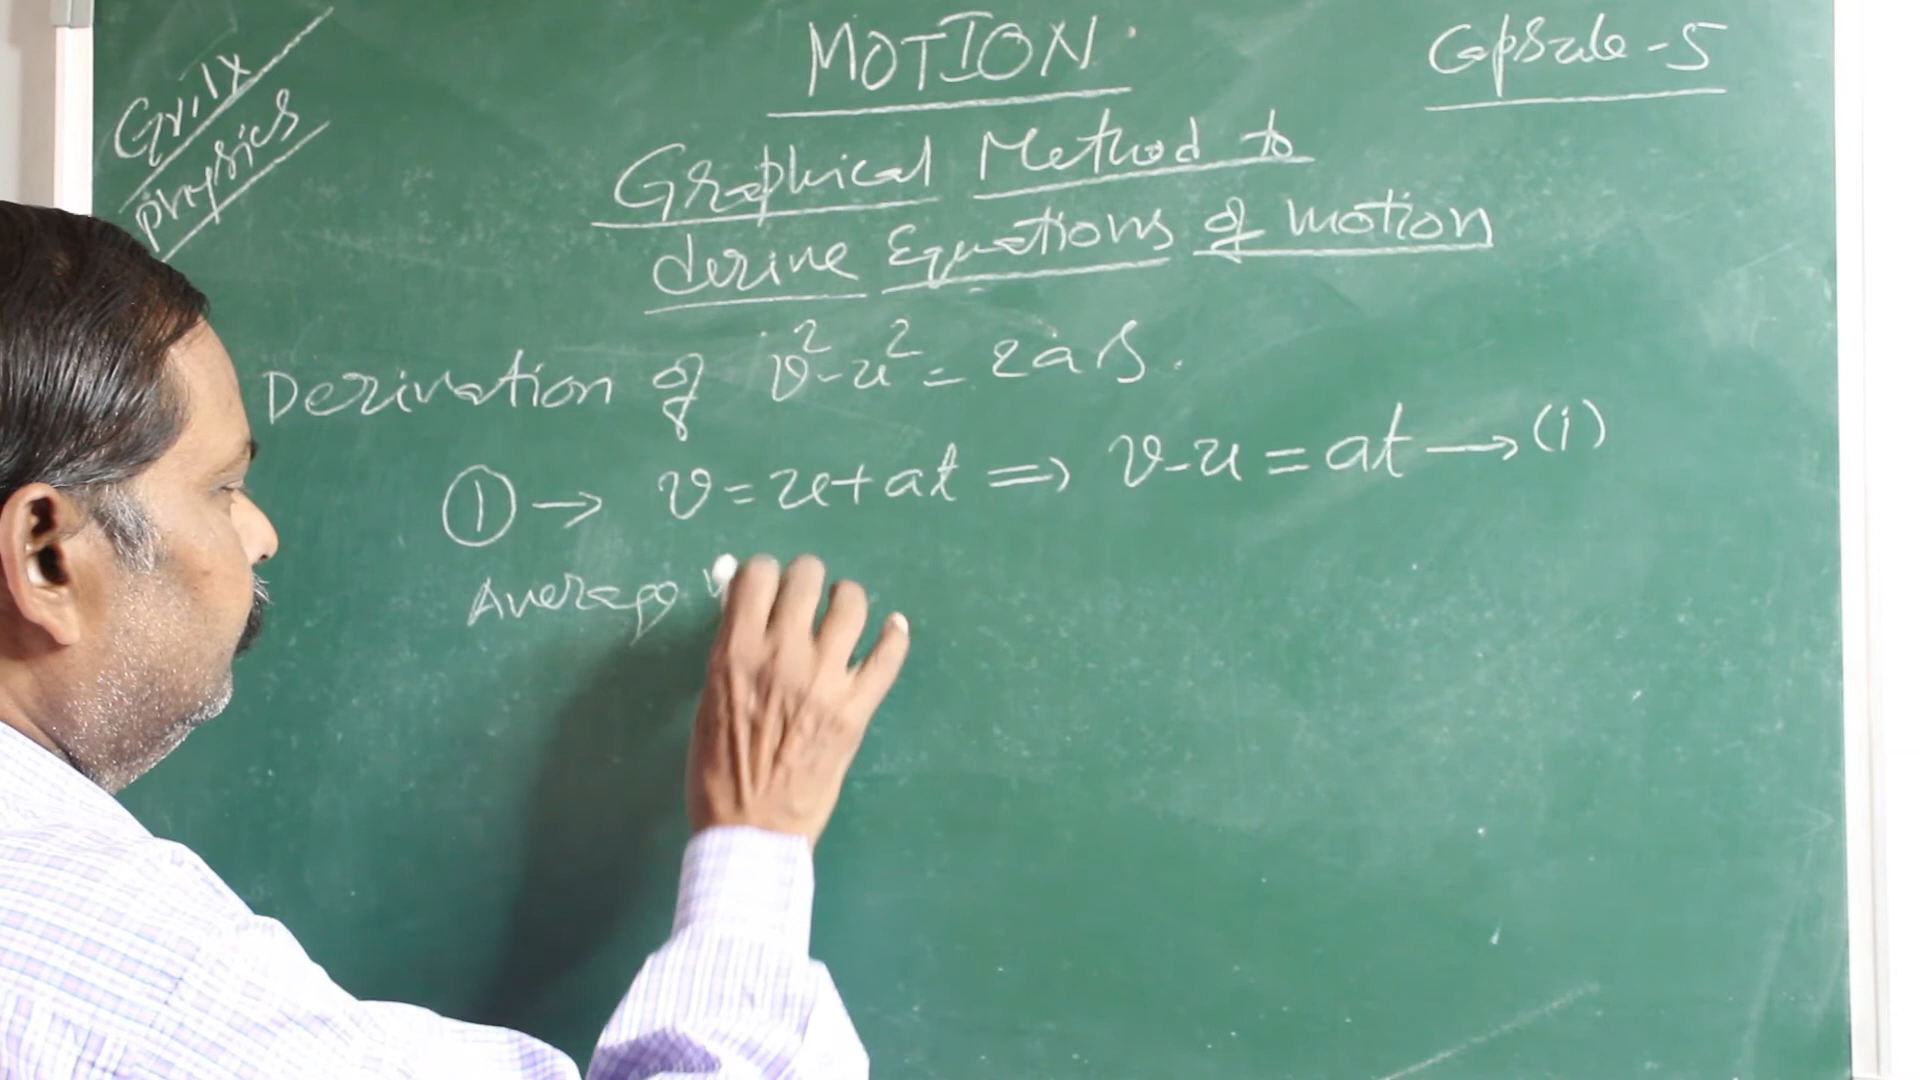 Gr.IX
Physics
MOTION
Capsule-5
Graphical Method to
derive Equations of motion
Derivation of v²-u² = 2as.
① → v=u+at ⇒ v-u = at → (i)
Average v